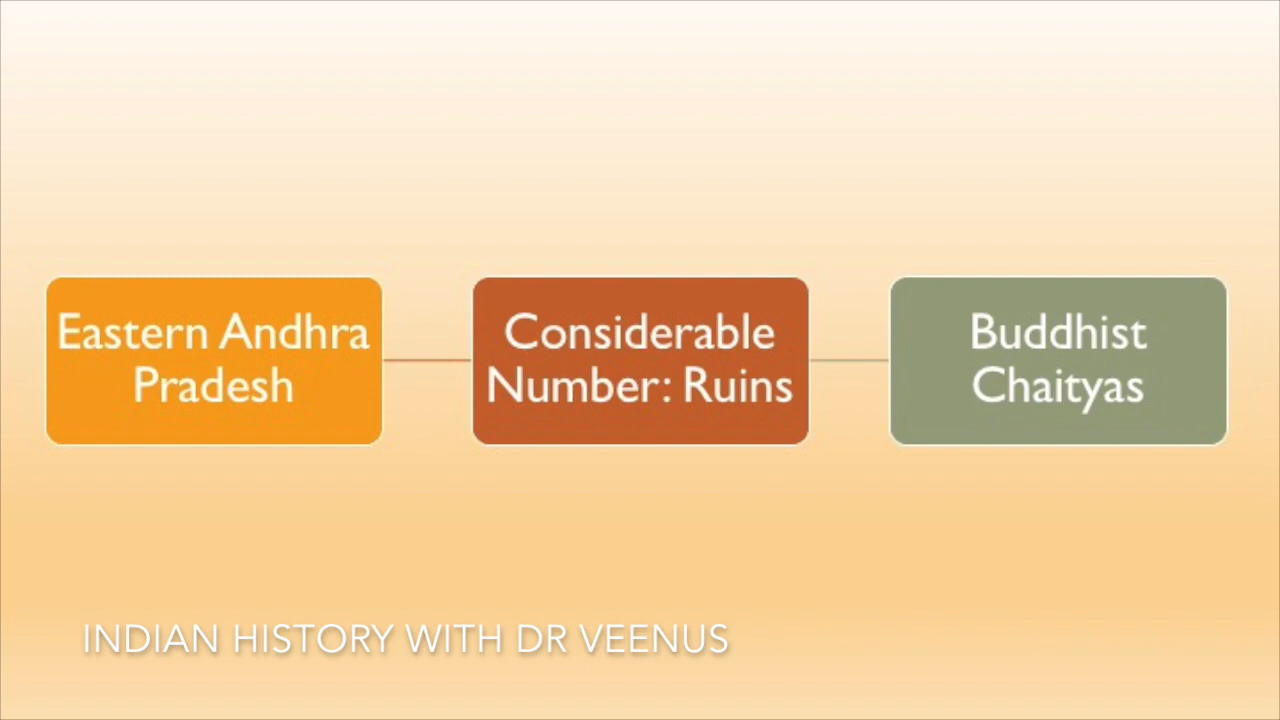 Eastern Andhra
Pradesh
Considerable
Number: Ruins
Buddhist
Chaityas
INDIAN HISTORY WITH DR VEENUS